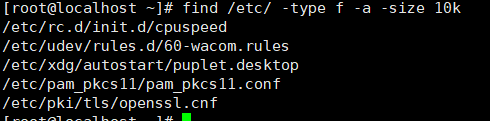 [root@localhost ~]# find /etc/ -type f -a -size 10k
/etc/rc.d/init.d/cpuspeed
/etc/udev/rules.d/60-wacom.rules
/etc/xdg/autostart/puplet.desktop
/etc/pam_pkcs11/pam_pkcs11.conf
/etc/pki/tls/openssl.cnf
[root@localhost ~]#